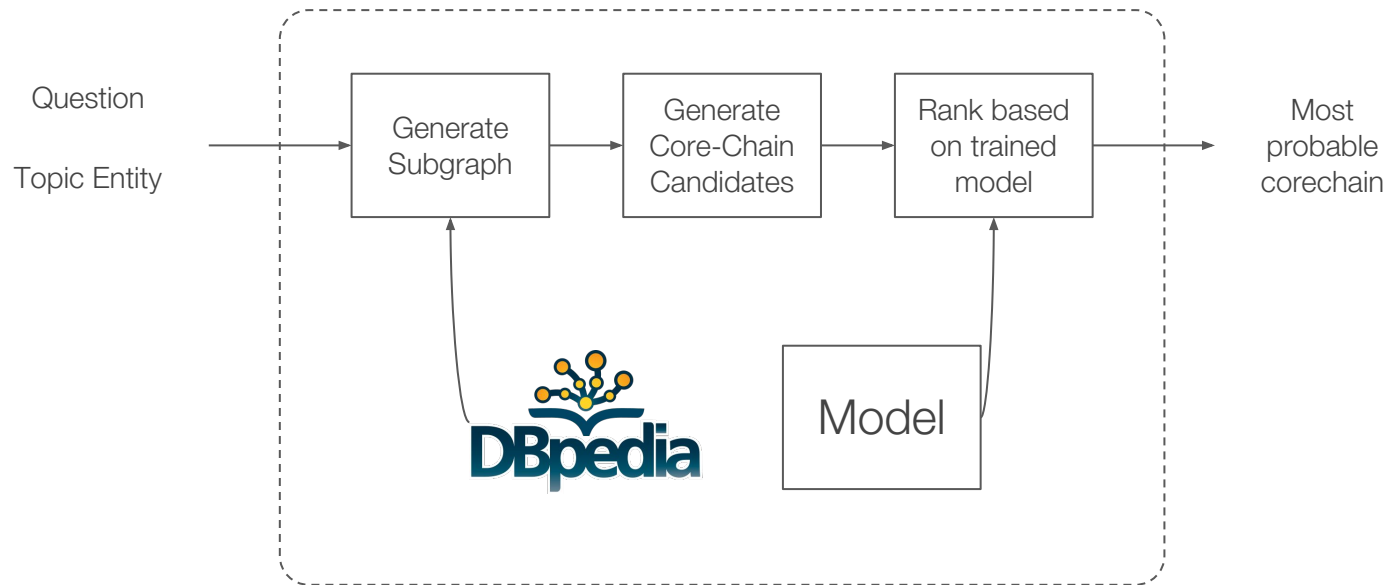 Question
Topic Entity
Generate
Subgraph
Generate
Core-Chain
Candidates
Rank based
on trained
model
Most
probable
corechain
DBpedia
Model